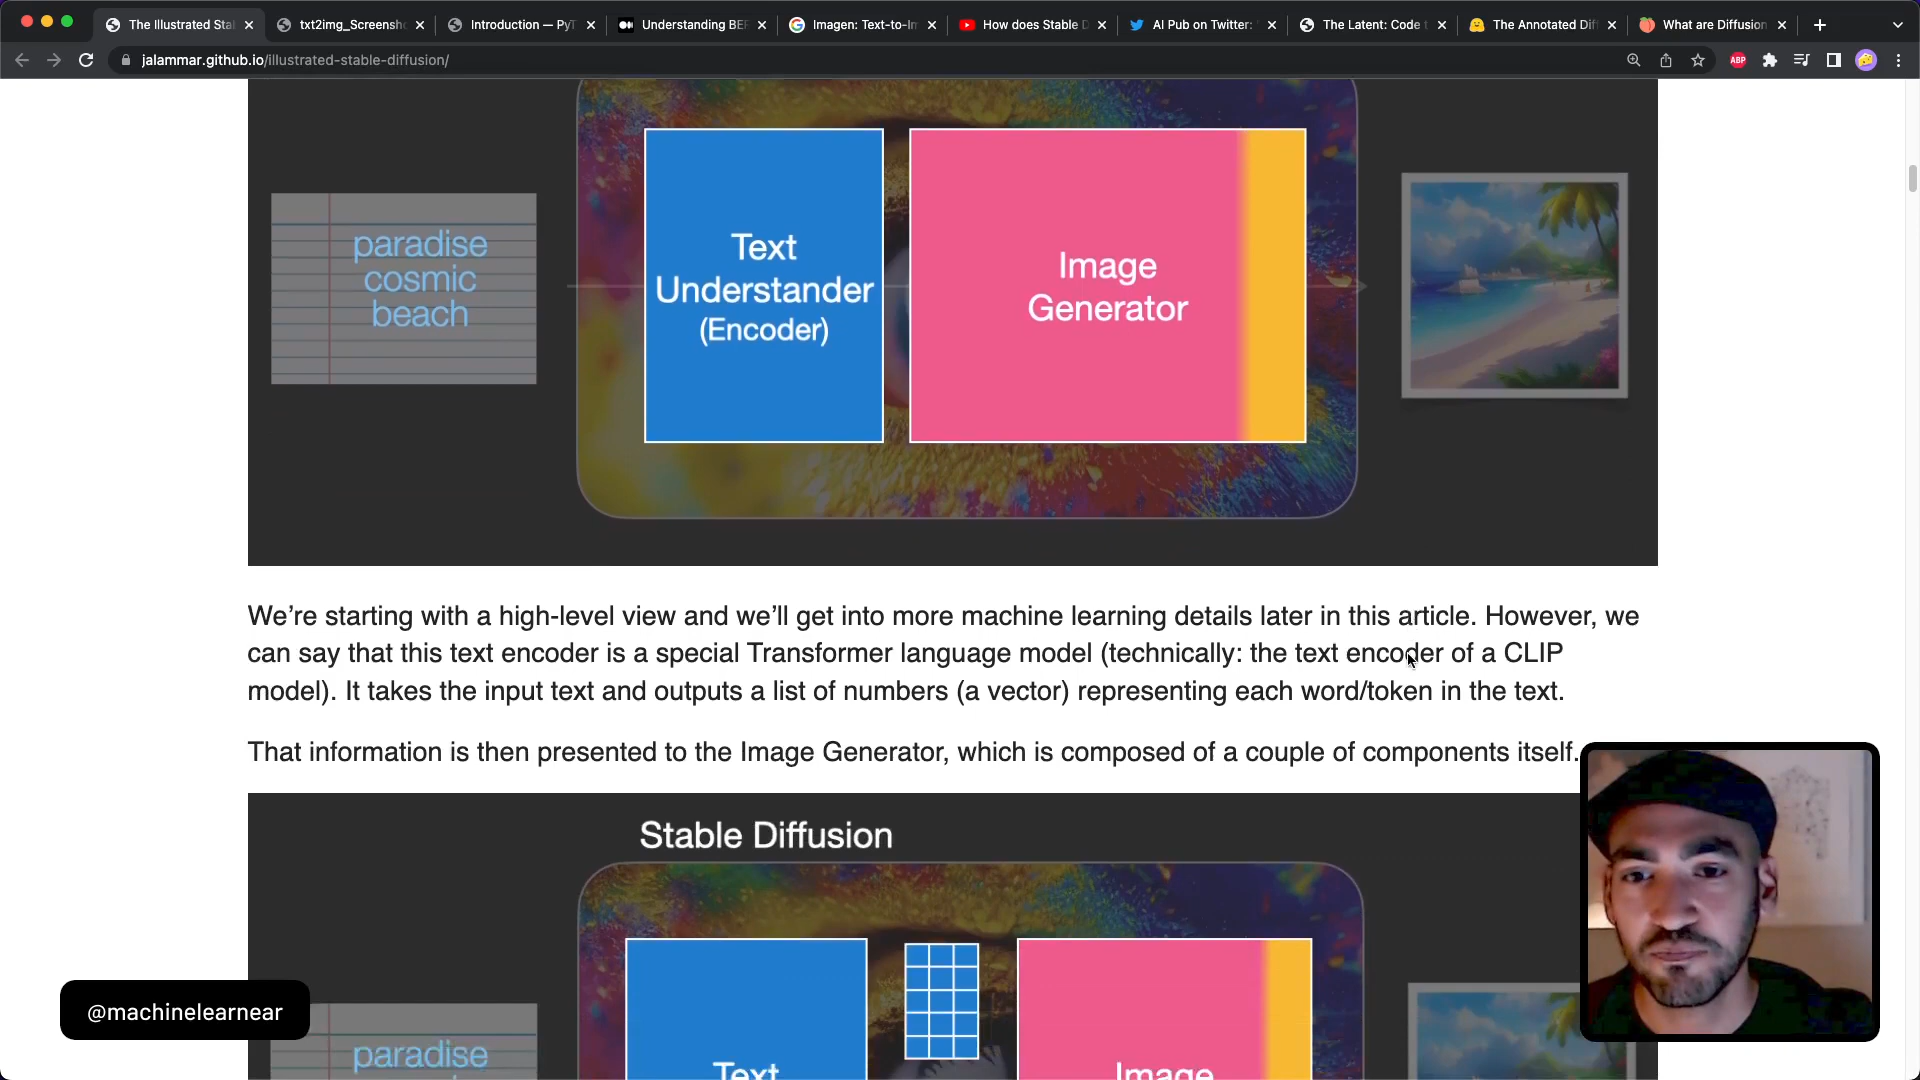 The Illustrated Sta
txt2img_Screensh
Introduction — PyT
Understanding BER
Imagen: Text-to-Im
How does Stable D
AI Pub on Twitter:
The Latent: Code t
The Annotated Diff
What are Diffusion
jalammar.github.io/illustrated-stable-diffusion/
ABP
paradise
cosmic
beach
Text
Understander
(Encoder)
Image
Generator
We’re starting with a high-level view and we’ll get into more machine learning details later in this article. However, we
can say that this text encoder is a special Transformer language model (technically: the text encoder of a CLIP
model). It takes the input text and outputs a list of numbers (a vector) representing each word/token in the text.
That information is then presented to the Image Generator, which is composed of a couple of components itself.
Stable Diffusion
paradise
Text
Image
@machinelearnear